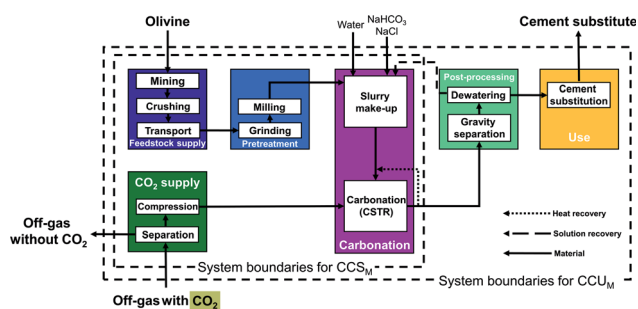 Olivine
Water
NaHCO₃
NaCl
Cement substitute
Mining
Crushing
Transport
Feedstock supply
Milling
Grinding
Pretreatment
Slurry
make-up
Carbonation
(CSTR)
Carbonation
Post-processing
Dewatering
Gravity
separation
Cement
substitution
Use
CO₂ supply
Compression
Separation
Off-gas
without CO₂
Off-gas with CO₂
Heat recovery
Solution recovery
Material
System boundaries for CCS_M
System boundaries for CCU_M